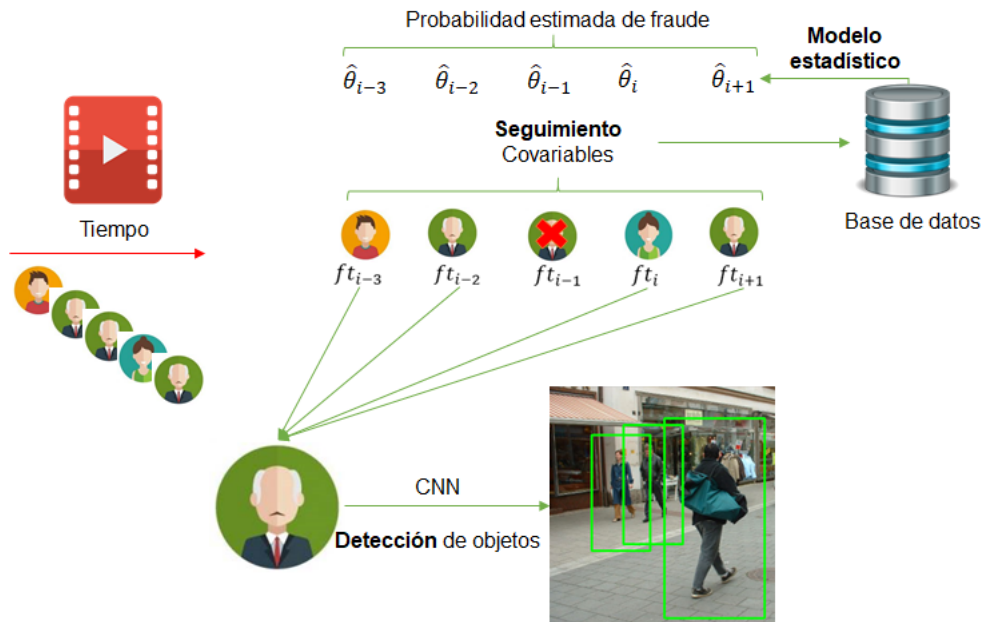 Probabilidad estimada de fraude
Modelo
estadístico
θ̂ᵢ₋₃ θ̂ᵢ₋₂ θ̂ᵢ₋₁ θ̂ᵢ θ̂ᵢ₊₁
Seguimiento
Covariables
Tiempo
Base de datos
ftᵢ₋₃ ftᵢ₋₂ ftᵢ₋₁ ftᵢ ftᵢ₊₁
CNN
Detección de objetos